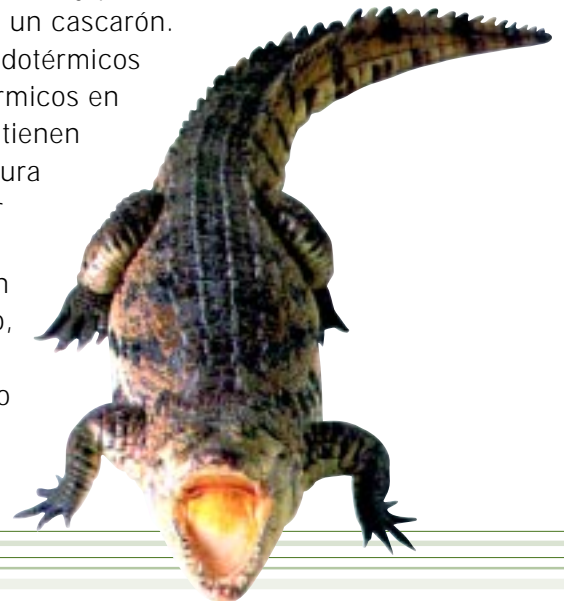 un cascarón.
dotérmicos
rmicos en
tienen
ura
n
o,
o